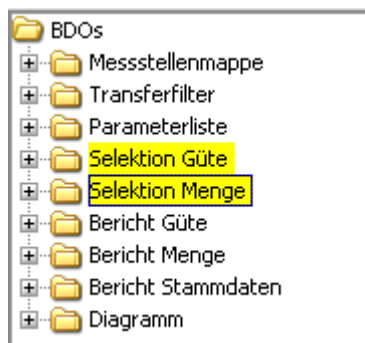 BDOs
Messstellenmappe
Transferfilter
Parameterliste
Selektion Güte
Selektion Menge
Bericht Güte
Bericht Menge
Bericht Stammdaten
Diagramm